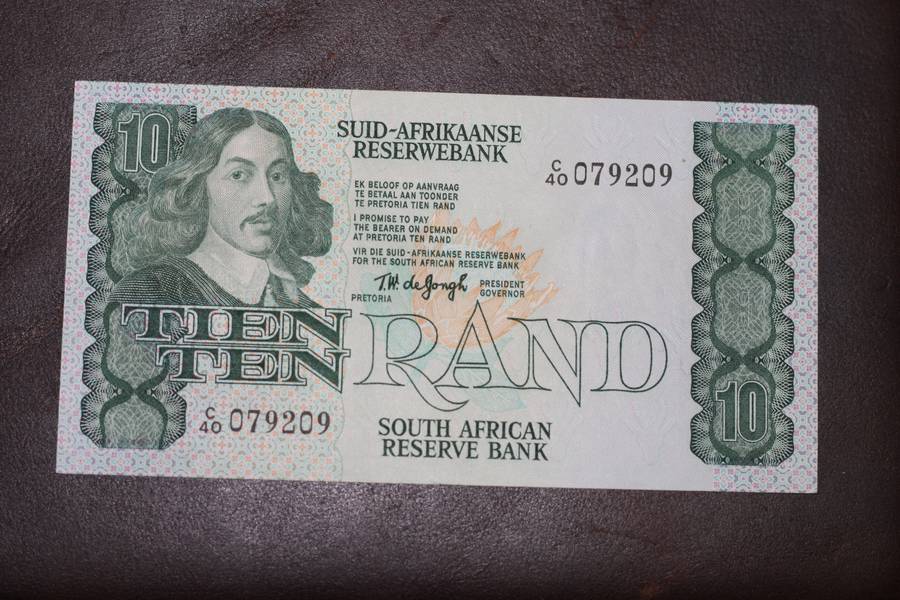 10
SUID-AFRIKAANSE
RESERWEBANK
C/40 079209
EK BELOOF OP AANVRAAG
TE BETAAL AAN TOONDER
TE PRETORIA TIEN RAND
I PROMISE TO PAY
THE BEARER ON DEMAND
AT PRETORIA TEN RAND
VIR DIE SUID-AFRIKAANSE RESERWEBANK
FOR THE SOUTH AFRICAN RESERVE BANK
T.W. de Jongh
PRESIDENT
PRETORIA GOVERNOR
TIEN
TEN RAND
10
C/40 079209
SOUTH AFRICAN
RESERVE BANK